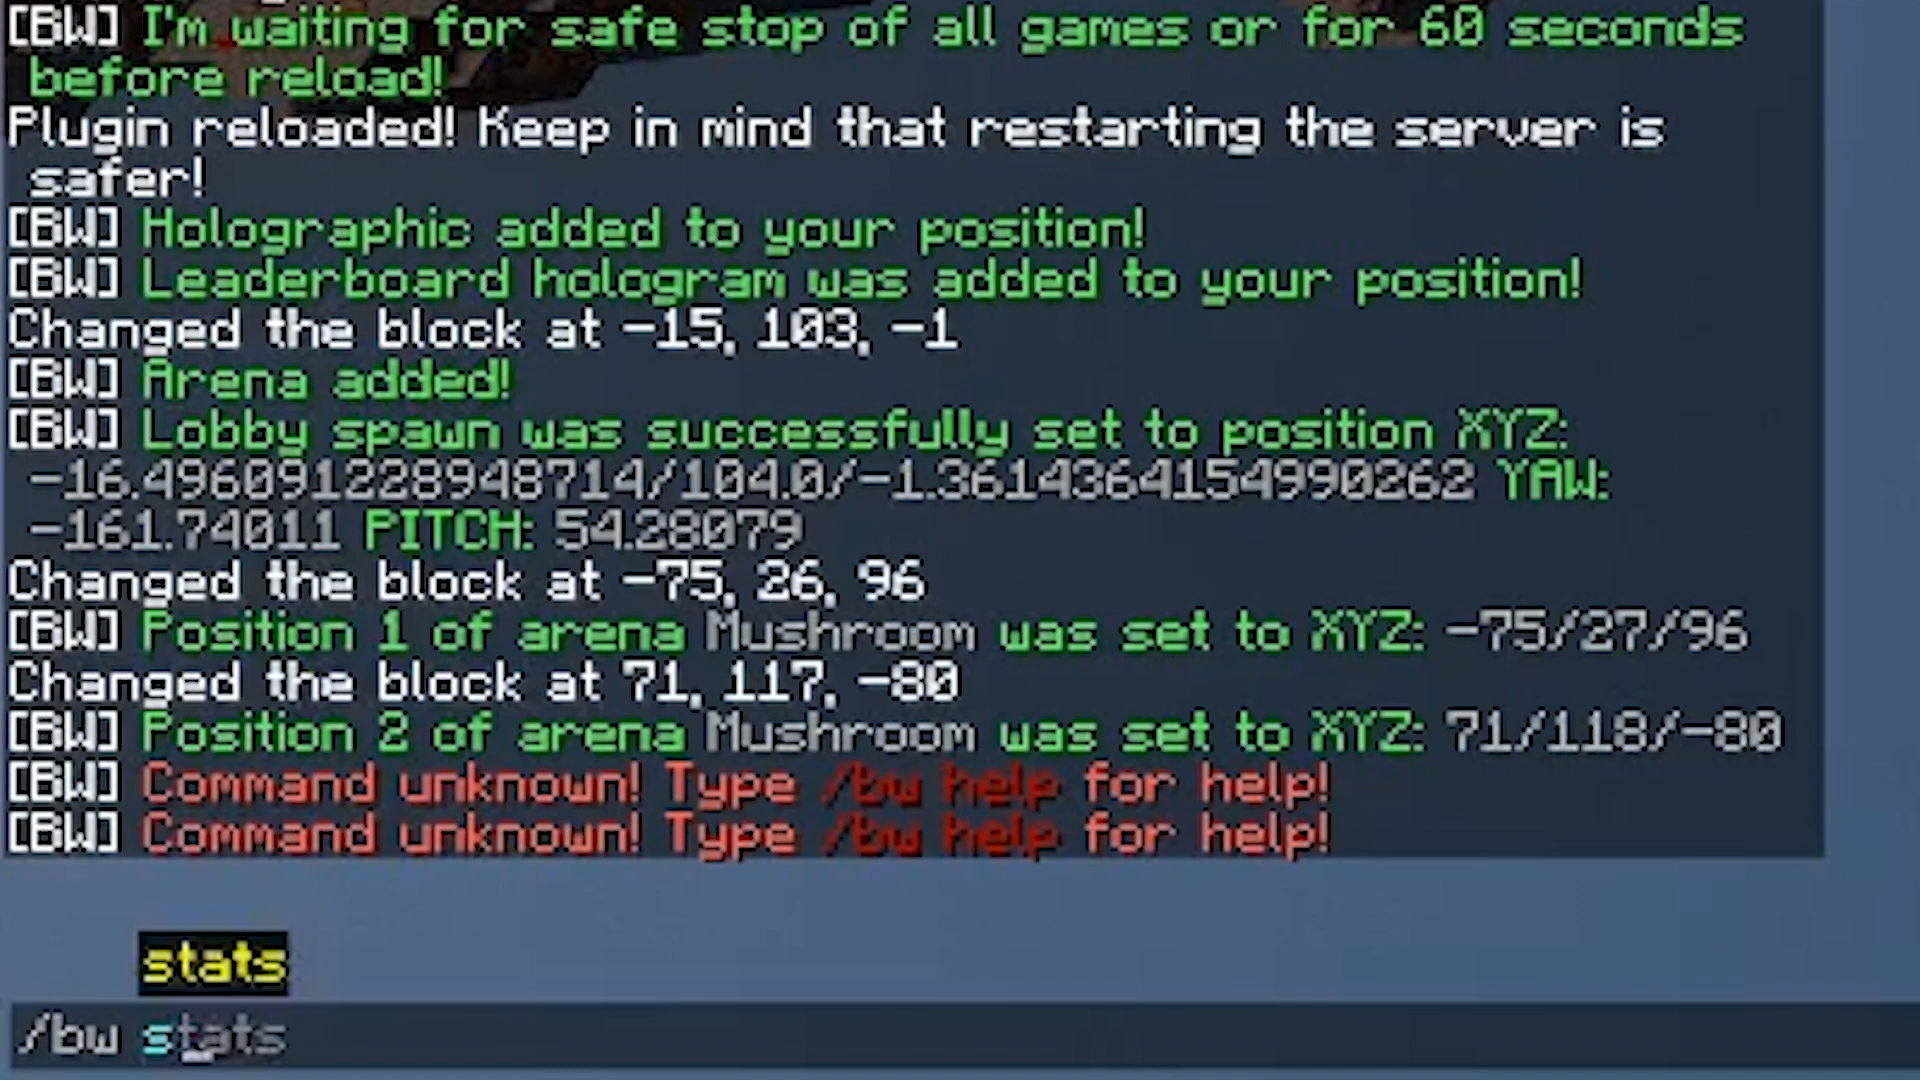 [BW] I'm waiting for safe stop of all games or for 60 seconds
before reload!
Plugin reloaded! Keep in mind that restarting the server is
safer!
[BW] Holographic added to your position!
[BW] Leaderboard hologram was added to your position!
Changed the block at -15, 103, -1
[BW] Arena added!
[BW] Lobby spawn was successfully set to position XYZ:
-16.496091228948714/104.0/-1.3614364154990262 YAW:
-161.74011 PITCH: 54.28079
Changed the block at -75, 26, 96
[BW] Position 1 of arena Mushroom was set to XYZ: -75/27/96
Changed the block at 71, 117, -80
[BW] Position 2 of arena Mushroom was set to XYZ: 71/118/-80
[BW] Command unknown! Type /bw help for help!
[BW] Command unknown! Type /bw help for help!
stats
/bw stats